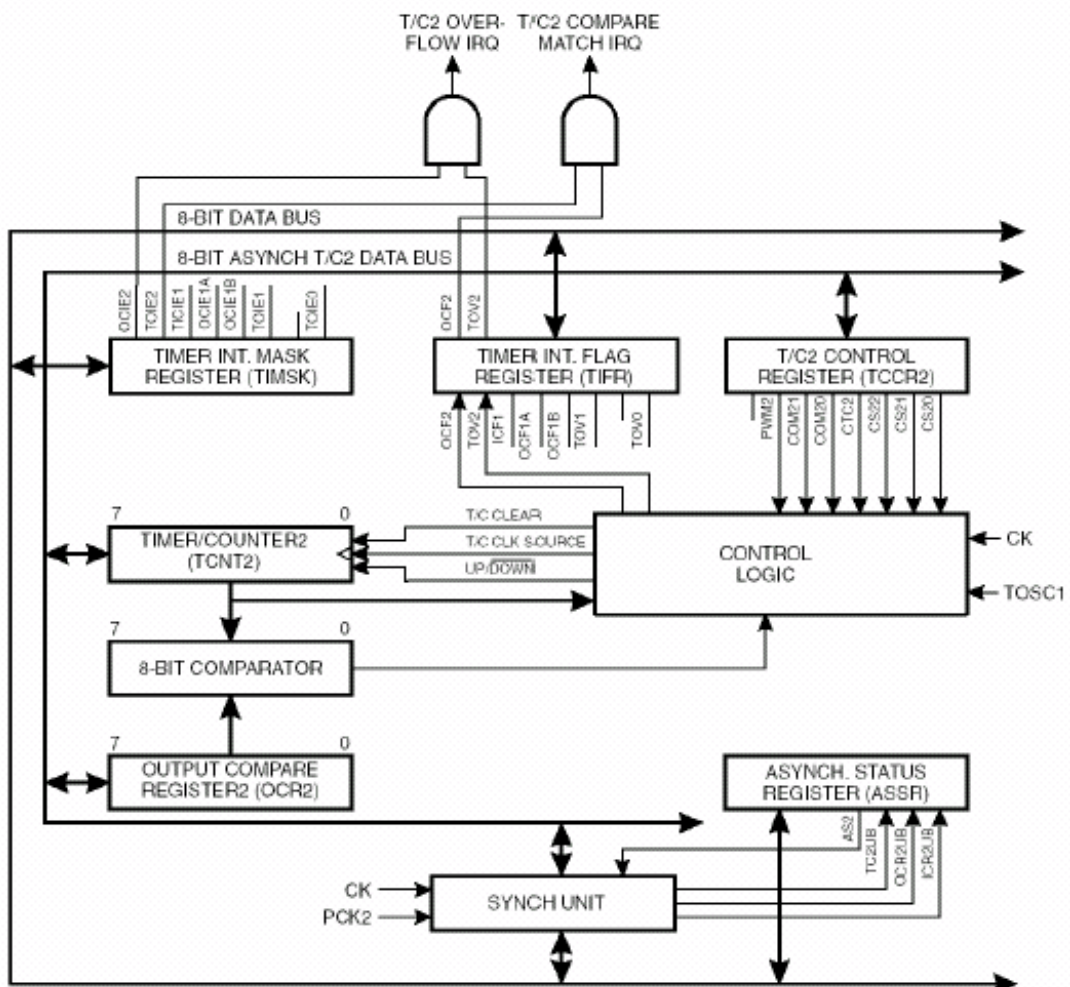 T/C2 OVER-
FLOW IRQ
T/C2 COMPARE
MATCH IRQ
8-BIT DATA BUS
8-BIT ASYNCH T/C2 DATA BUS
OCIE2
TOIE2
TICIE1
OCIE1A
OCIE1B
TOIE1
TOIE0
OCF2
TOV2
TIMER INT. MASK
REGISTER (TIMSK)
TIMER INT. FLAG
REGISTER (TIFR)
T/C2 CONTROL
REGISTER (TCCR2)
OCF2
TOV2
ICF1
OCF1A
OCF1B
TOV1
TOV0
PWM2
COM21
COM20
CTC2
CS22
CS21
CS20
7
0
TIMER/COUNTER2
(TCNT2)
T/C CLEAR
T/C CLK SOURCE
UP/DOWN
CONTROL
LOGIC
CK
TOSC1
7
0
8-BIT COMPARATOR
7
0
OUTPUT COMPARE
REGISTER2 (OCR2)
ASYNCH. STATUS
REGISTER (ASSR)
AS2
TC2UB
OCR2UB
ICR2UB
CK
PCK2
SYNCH UNIT